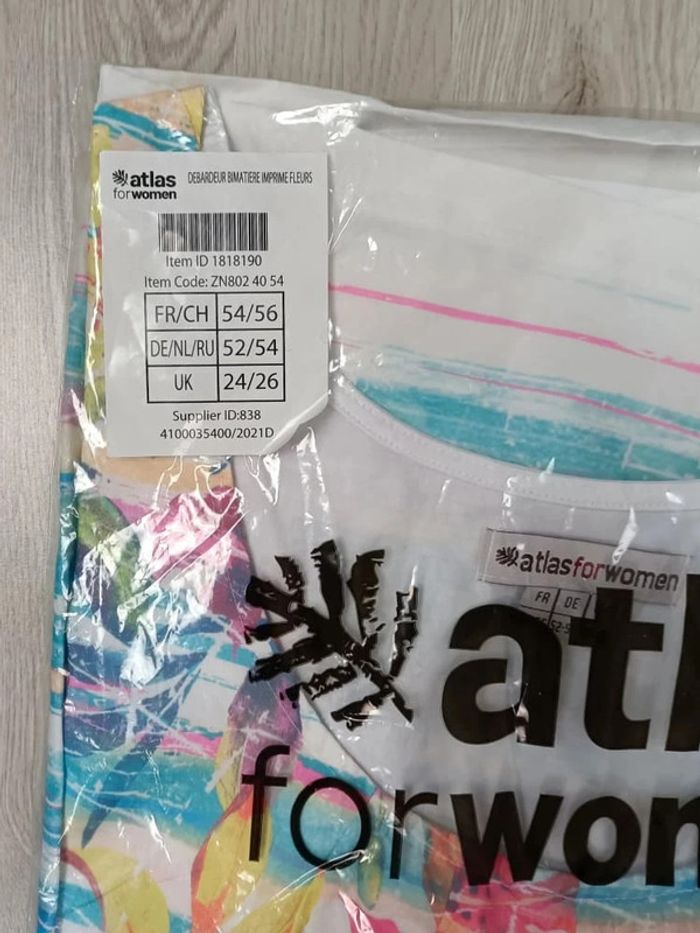 atlas
forwomen
DEBARDEUR BIMATIERE IMPRIME FLEURS
Item ID 1818190
Item Code: ZN802 40 54
FR/CH 54/56
DE/NL/RU 52/54
UK 24/26
Supplier ID:838
4100035400/2021D
atlasforwomen
FR DE
atl
forwom